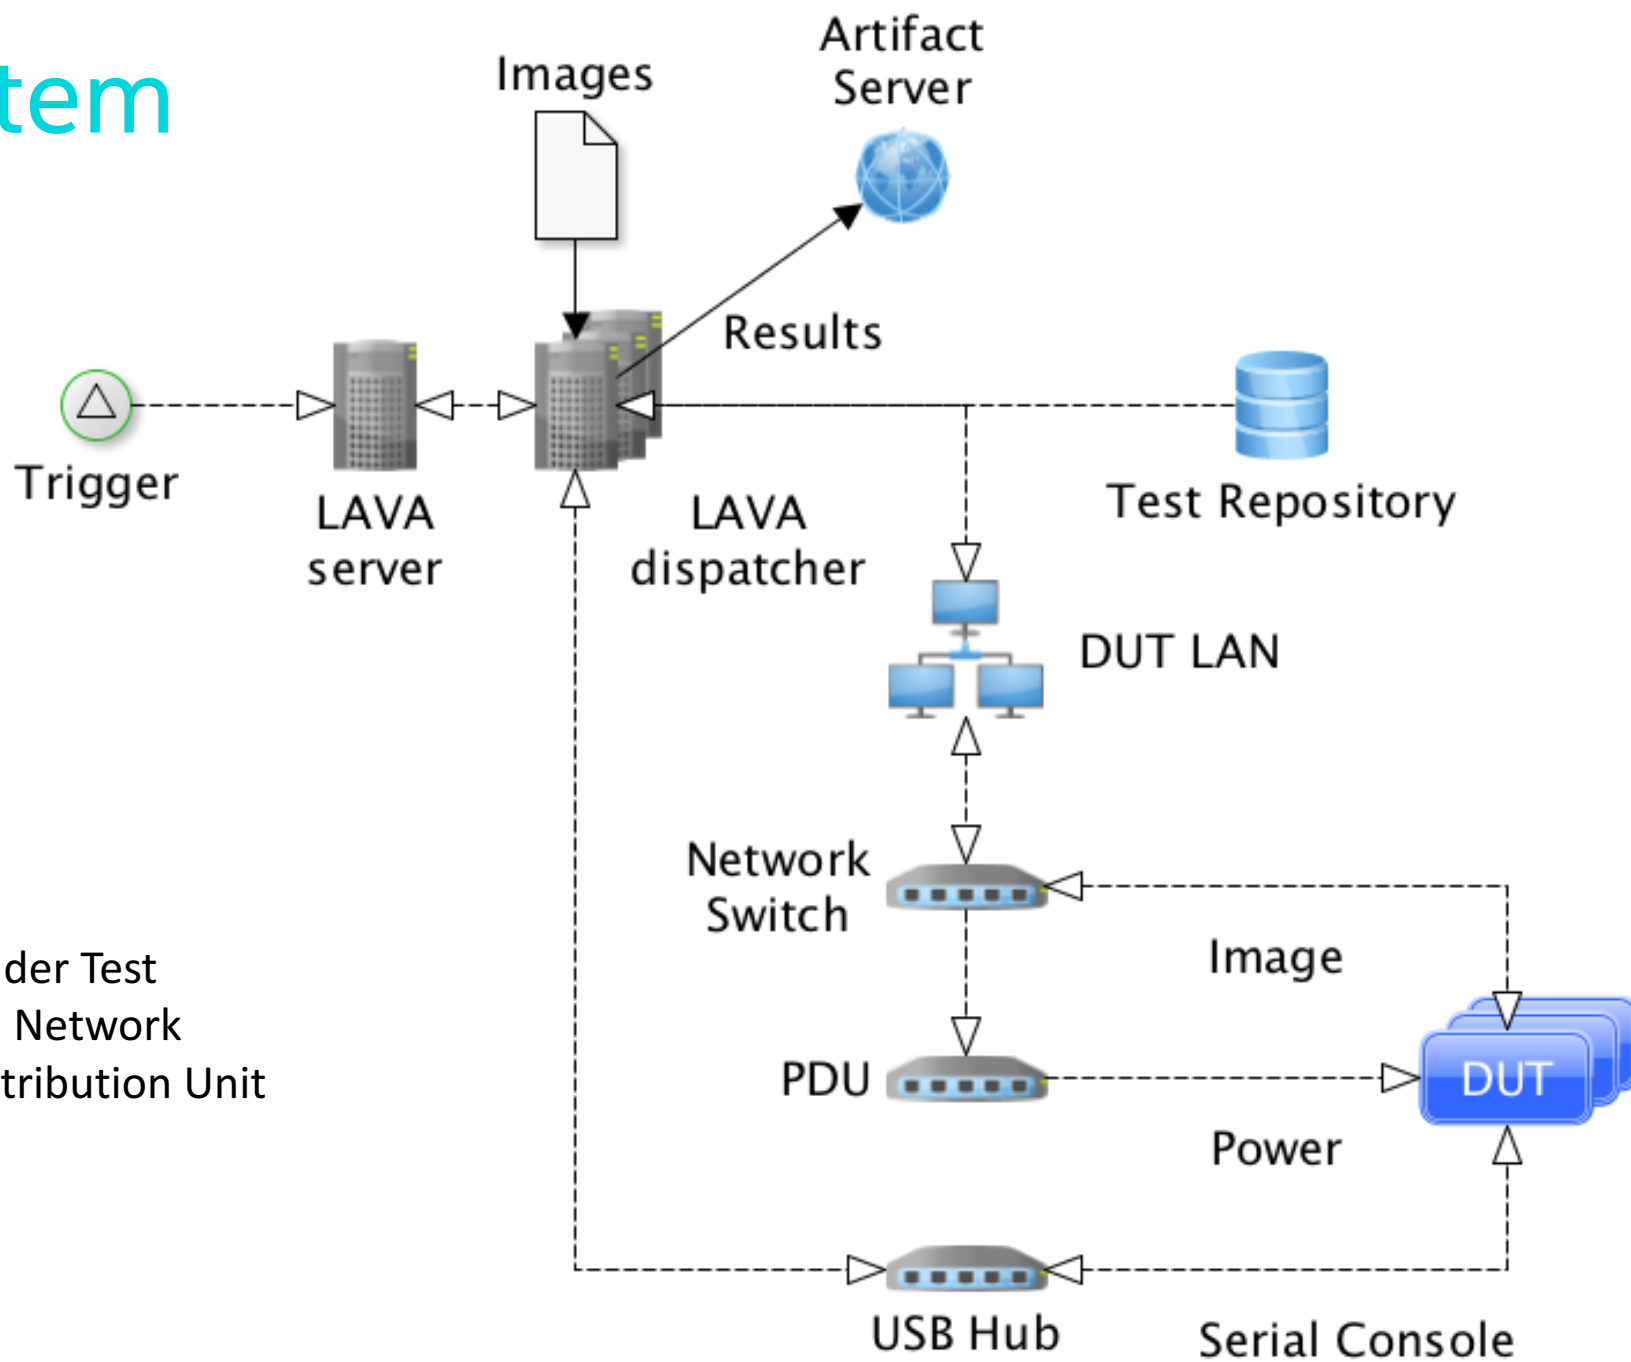 tem
Images
Artifact
Server
Results
Trigger
LAVA
server
LAVA
dispatcher
Test Repository
DUT LAN
Network
Switch
Image
der Test
Network
tribution Unit
PDU
DUT
Power
USB Hub
Serial Console